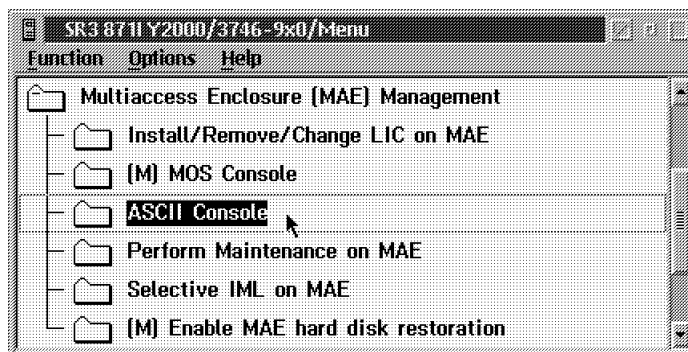 SR3 871I Y2000/3746-9x0/Menu
Function Options Help
Multiaccess Enclosure (MAE) Management
Install/Remove/Change LIC on MAE
(M) MOS Console
ASCII Console
Perform Maintenance on MAE
Selective IML on MAE
(M) Enable MAE hard disk restoration